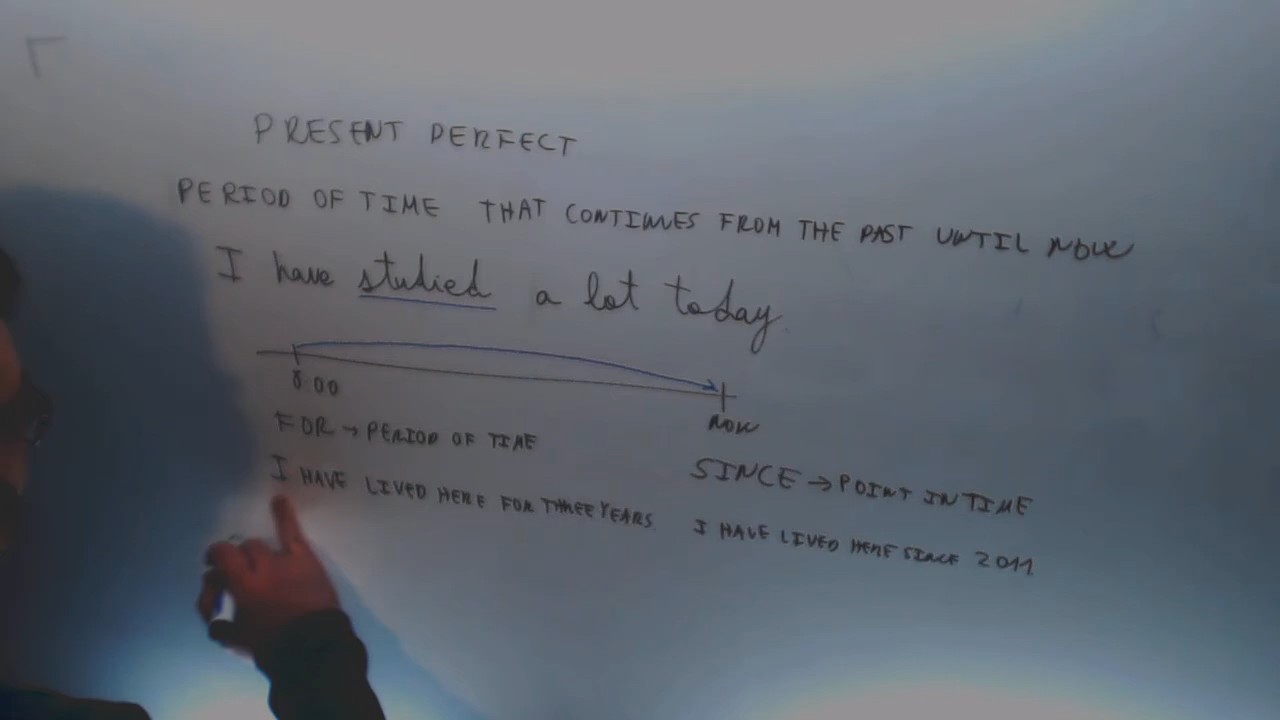 PRESENT PERFECT
PERIOD OF TIME THAT CONTINUES FROM THE PAST UNTIL NOW
I have studied a lot today.
8:00
NOW
FOR → PERIOD OF TIME
I HAVE LIVED HERE FOR THREE YEARS.
SINCE → POINT IN TIME
I HAVE LIVED HERE SINCE 2011.